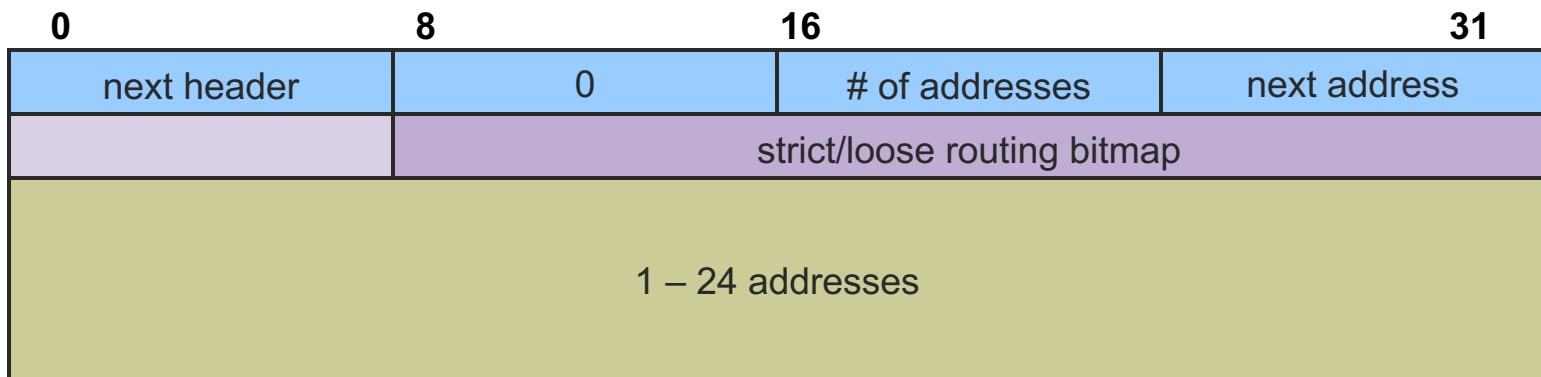 0 8 16 31
next header 0 # of addresses next address
strict/loose routing bitmap
1 – 24 addresses